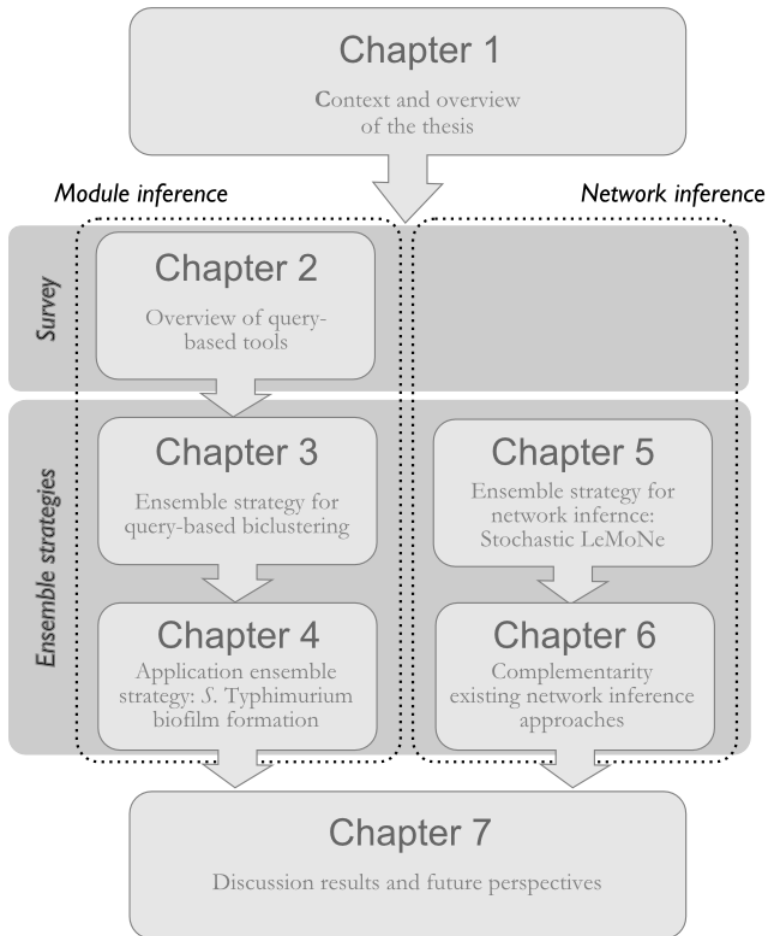 Chapter 1
Context and overview
of the thesis
Module inference
Network inference
Survey
Chapter 2
Overview of query-
based tools
Ensemble strategies
Chapter 3
Ensemble strategy for
query-based biclustering
Chapter 5
Ensemble strategy for
network infernce:
Stochastic LeMoNe
Chapter 4
Application ensemble
strategy: S. Typhimurium
biofilm formation
Chapter 6
Complementarity
existing network inference
approaches
Chapter 7
Discussion results and future perspectives